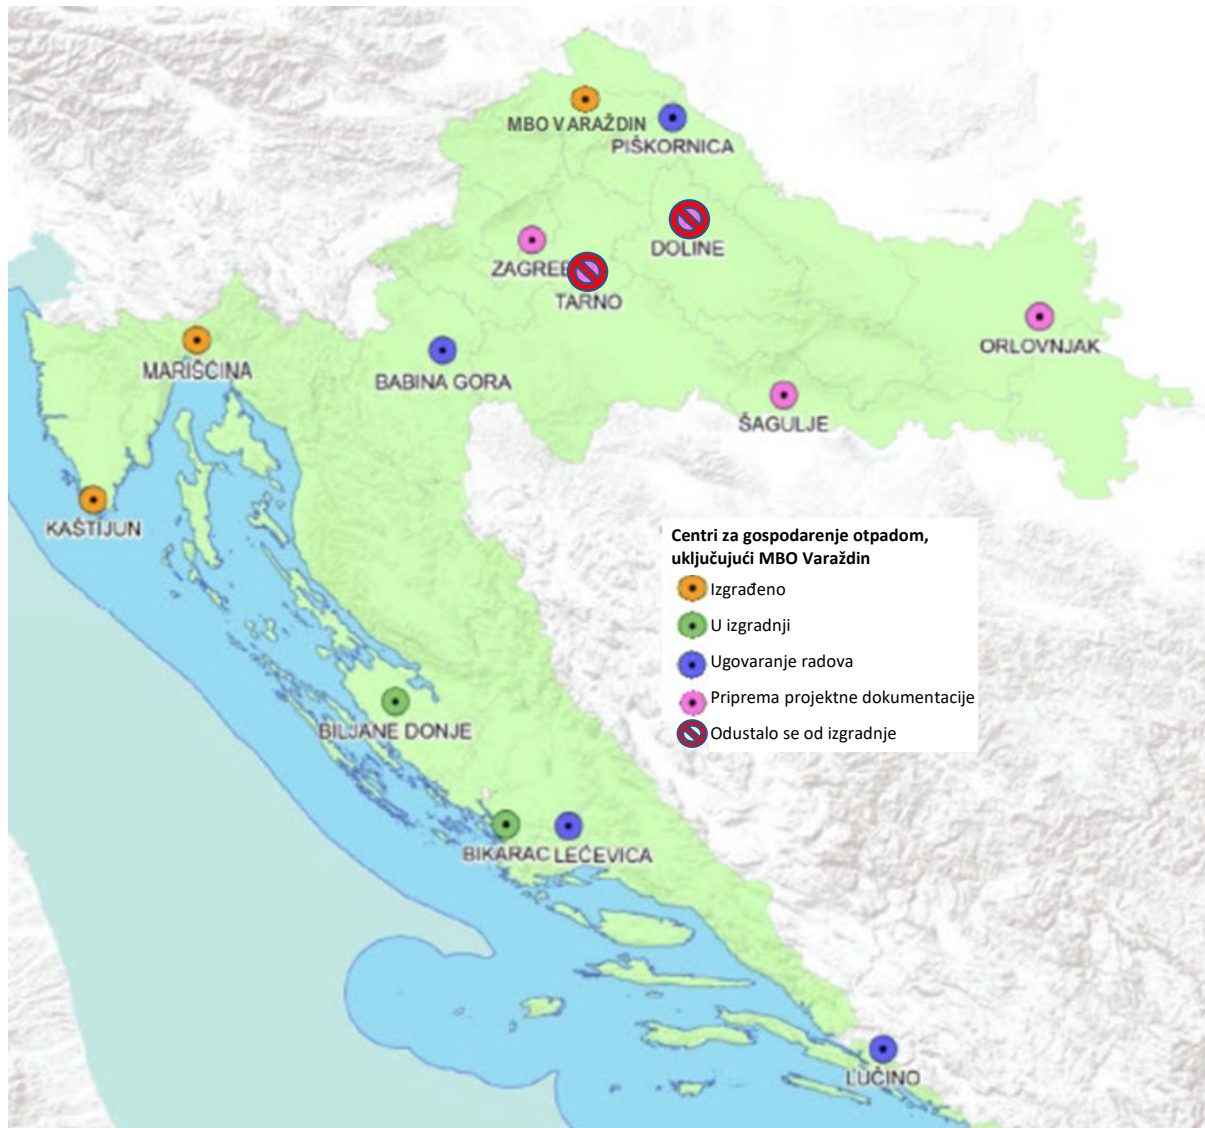 MBO VARAŽDIN
PIŠKORNICA
DOLINE
ZAGREB
TARNO
ORLOVNJAK
MARIŠĆINA
BABINA GORA
ŠAGULJE
KAŠTIJUN
Centri za gospodarenje otpadom,
uključujući MBO Varaždin
Izgrađeno
U izgradnji
Ugovaranje radova
Priprema projektne dokumentacije
Odustalo se od izgradnje
BILJANE DONJE
BIKARAC LEĆEVICA
LUČINO